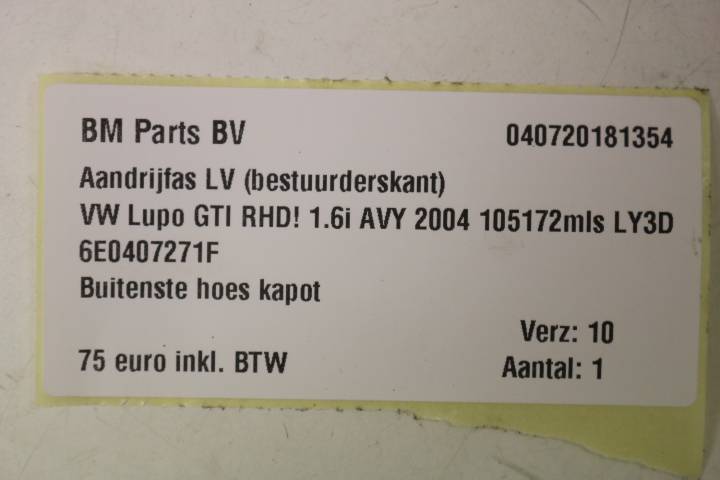 BM Parts BV 040720181354
Aandrijfas LV (bestuurderskant)
VW Lupo GTI RHD! 1.6i AVY 2004 105172mls LY3D
6E0407271F
Buitenste hoes kapot
Verz: 10
75 euro inkl. BTW Aantal: 1